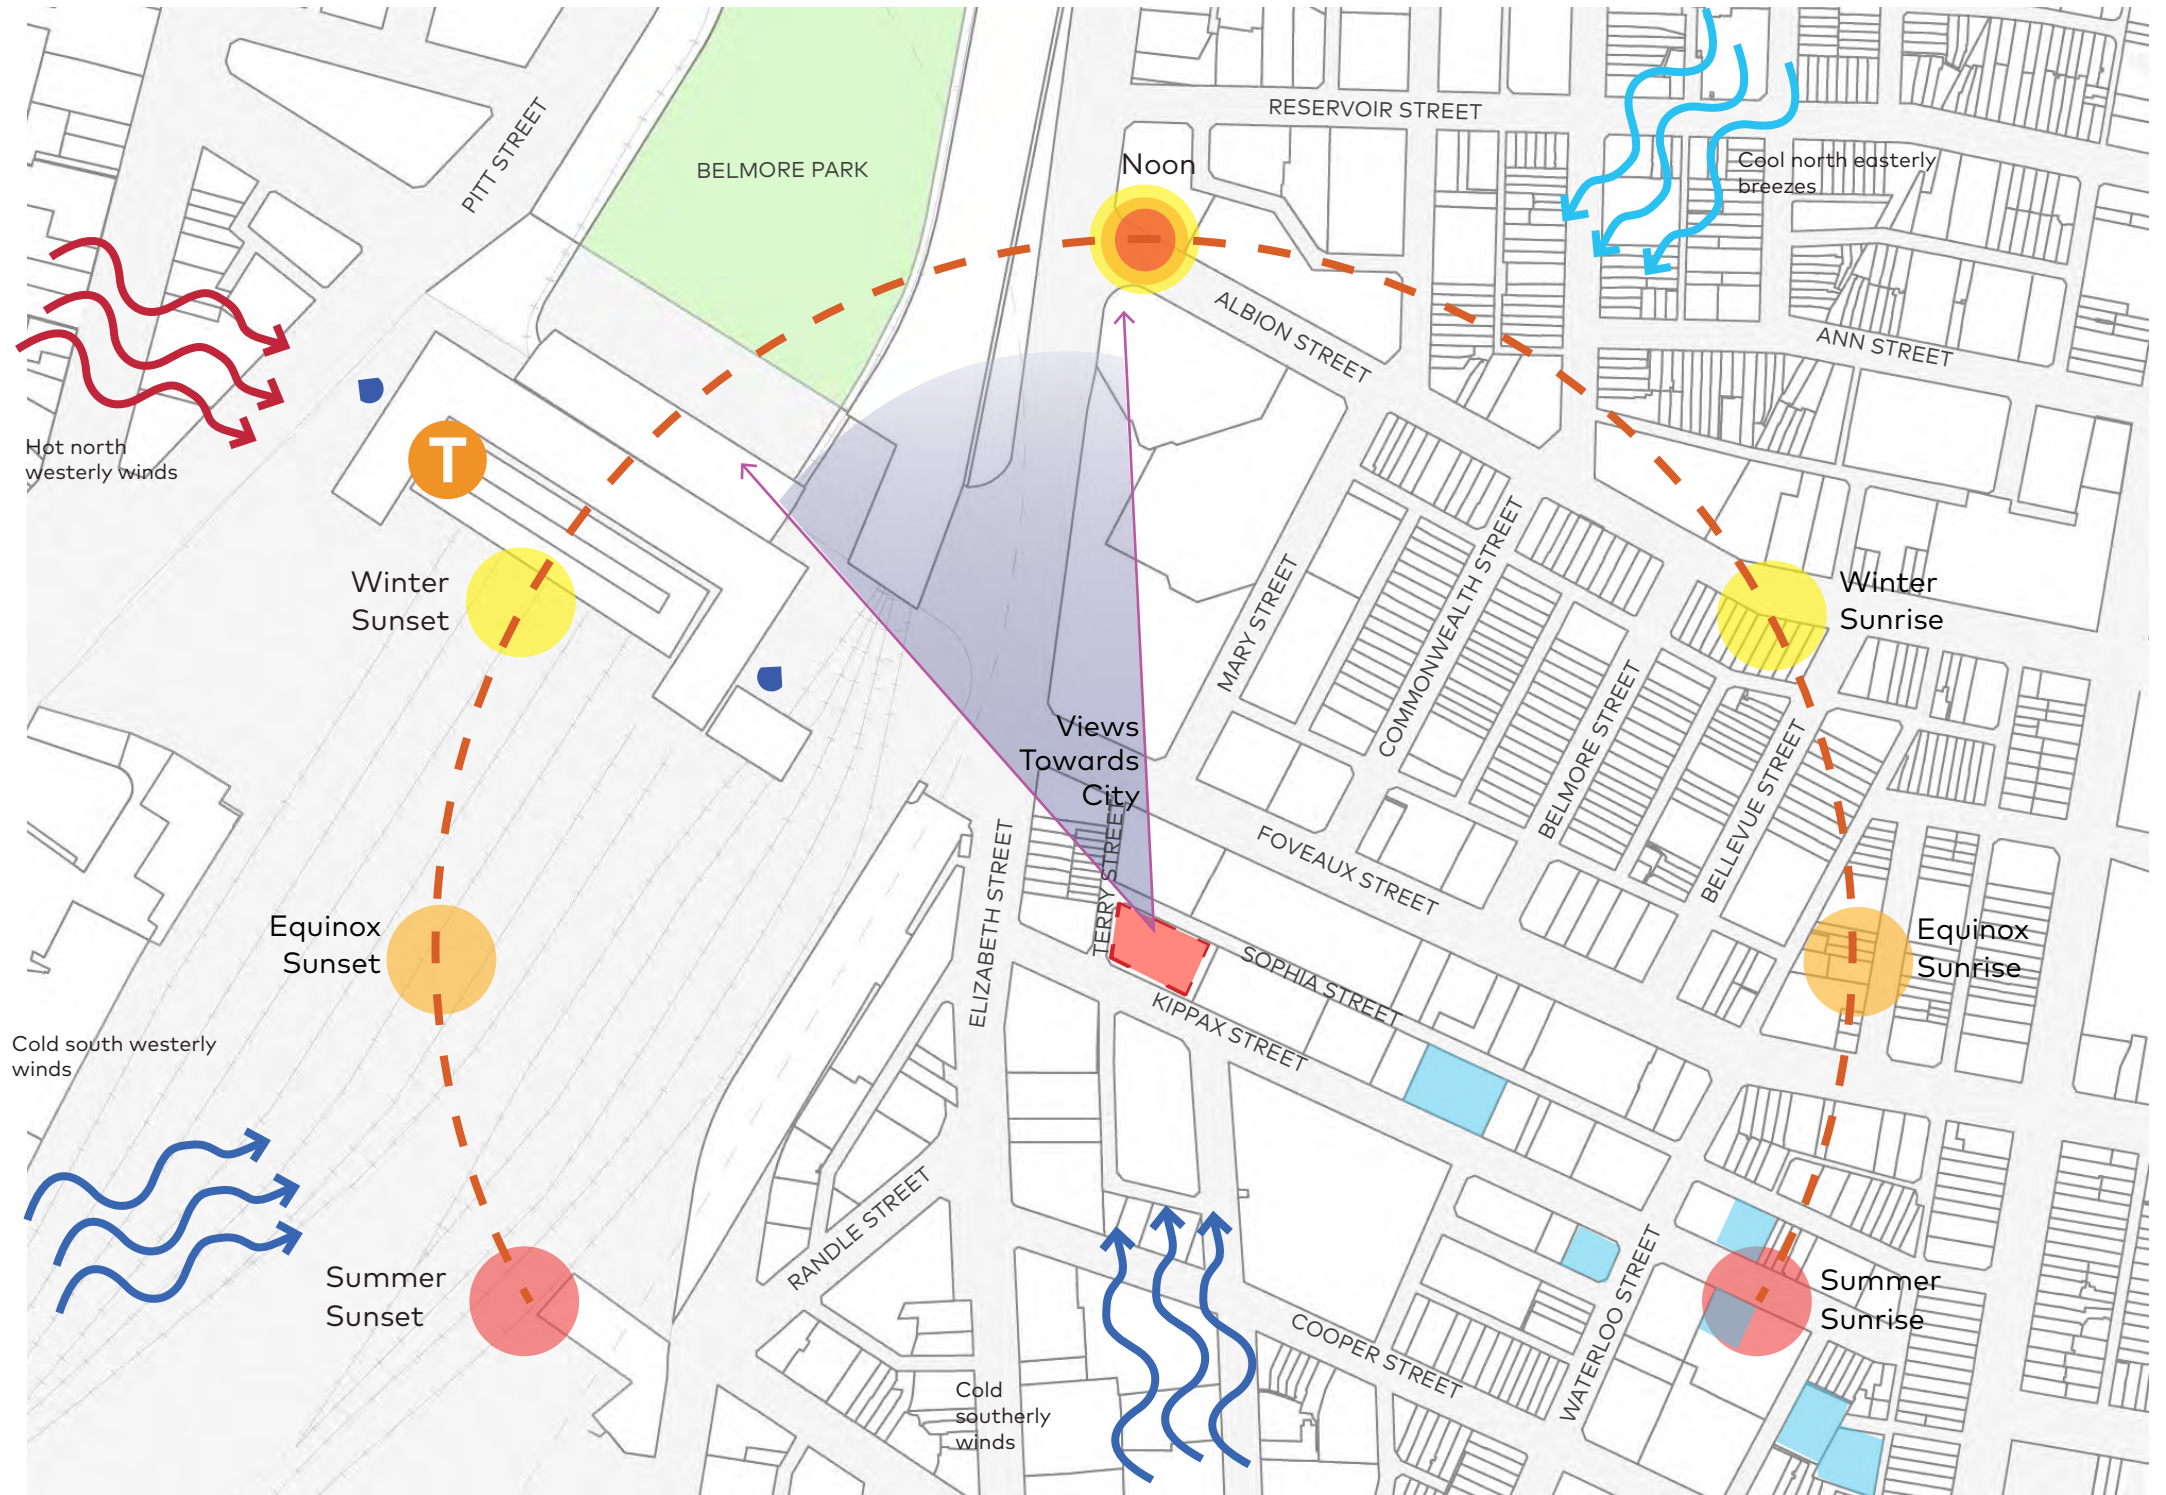 RESERVOIR STREET
PITT STREET
BELMORE PARK
Noon
Cool north easterly
breezes
ALBION STREET
ANN STREET
Hot north
westerly winds
T
Winter
Sunset
Winter
Sunrise
MARY STREET
COMMONWEALTH STREET
BELMORE STREET
BELLEVUE STREET
Views
Towards
City
TERRY STREET
FOVEAUX STREET
ELIZABETH STREET
Equinox
Sunset
Equinox
Sunrise
SOPHIA STREET
KIPPAX STREET
Cold south westerly
winds
RANDLE STREET
WATERLOO STREET
Summer
Sunset
Summer
Sunrise
COOPER STREET
Cold
southerly
winds